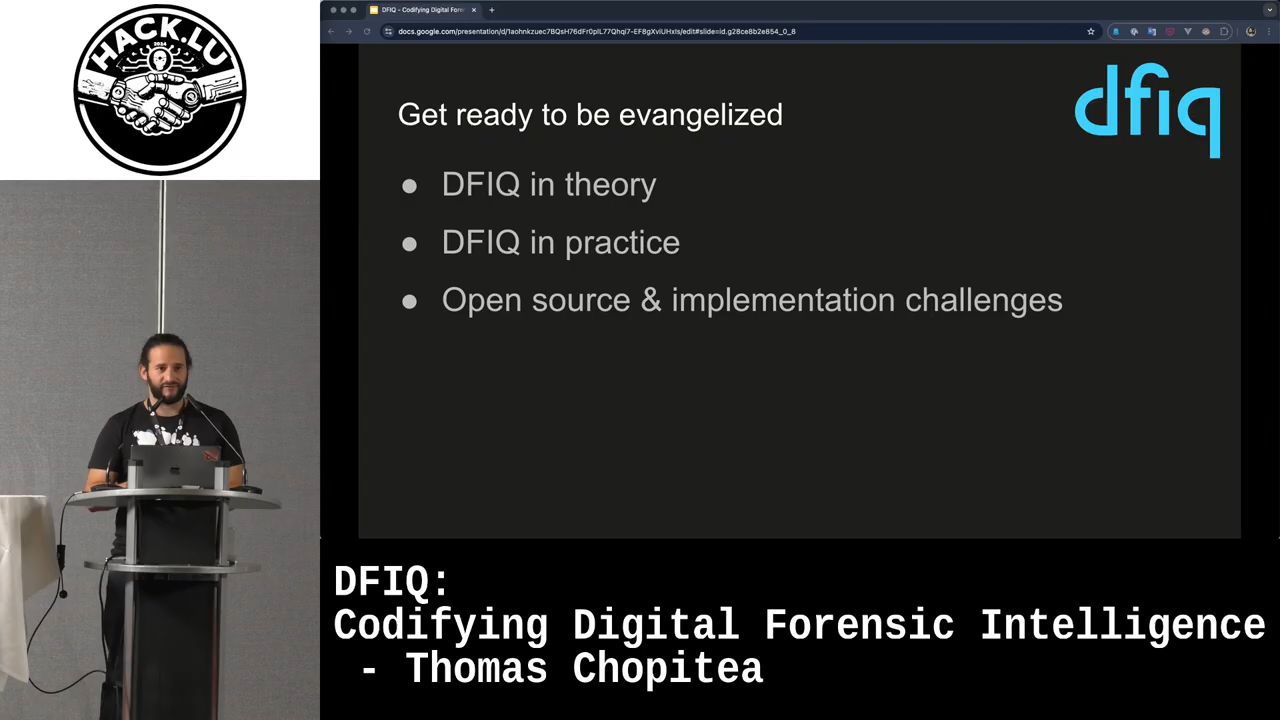 HACK.LU
2024
DFIQ - Codifying Digital Foren
docs.google.com/presentation/d/1aohnkzuec7BQsH76dFr0plL77Qhql7-EF8gXviUHxls/edit#slide=id.g28ce8b2e854_0_8
dfiq
Get ready to be evangelized
● DFIQ in theory
● DFIQ in practice
● Open source & implementation challenges
DFIQ:
Codifying Digital Forensic Intelligence
- Thomas Chopitea